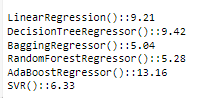 LinearRegression()::9.21
DecisionTreeRegressor()::9.42
BaggingRegressor()::5.04
RandomForestRegressor()::5.28
AdaBoostRegressor()::13.16
SVR()::6.33